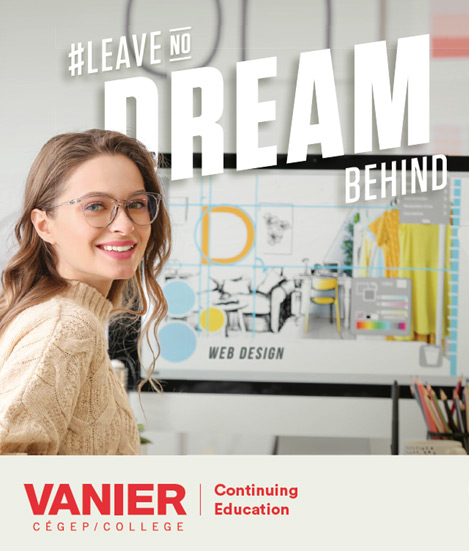 #LEAVE NO
DREAM
BEHIND
WEB DESIGN
VANIER
CÉGEP/COLLEGE
Continuing
Education